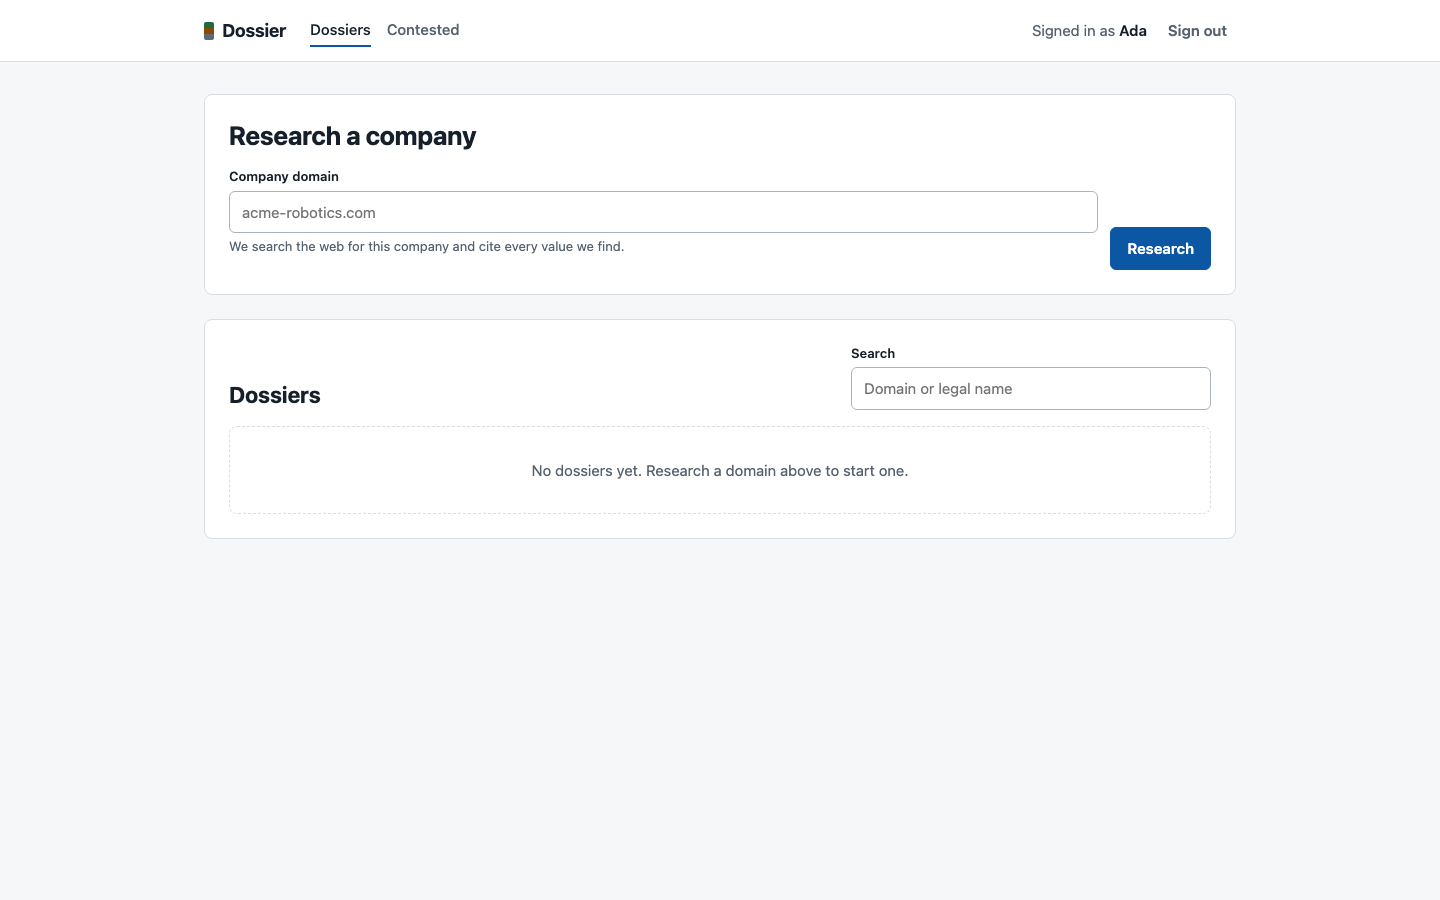 Dossier Dossiers Contested Signed in as Ada Sign out
Research a company
Company domain
acme-robotics.com
We search the web for this company and cite every value we find.
Research
Search
Domain or legal name
Dossiers
No dossiers yet. Research a domain above to start one.